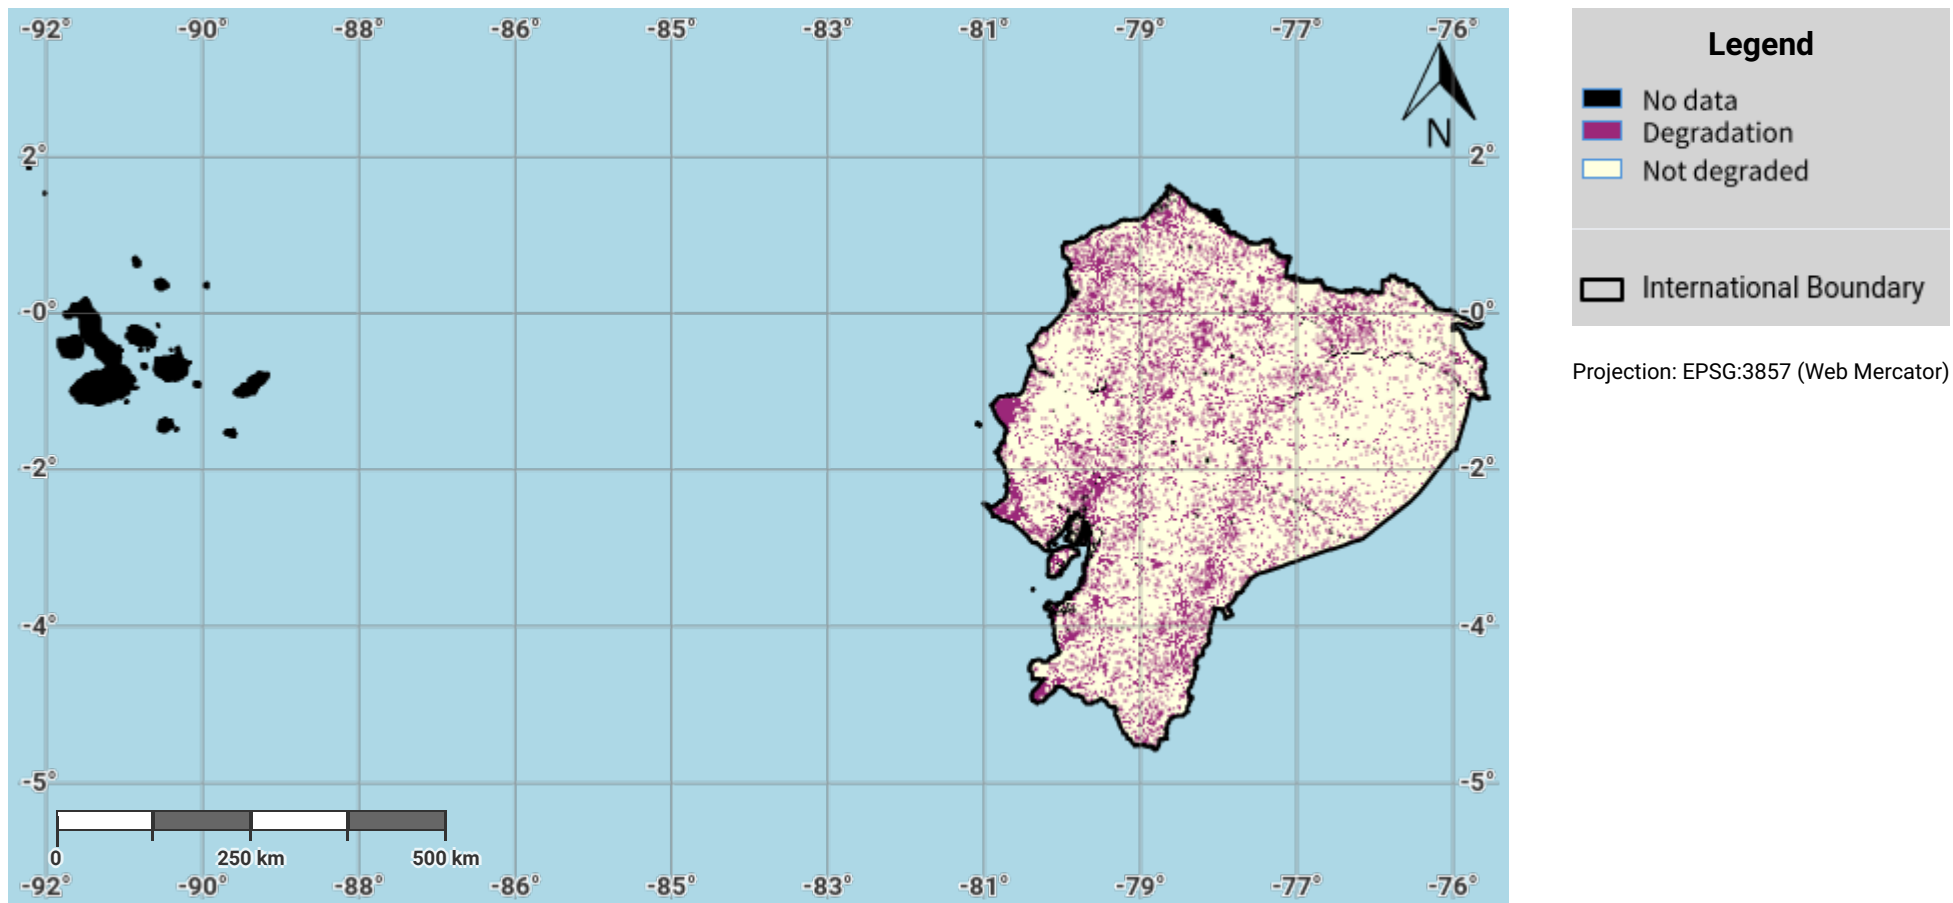 -92° -90° -88° -86° -85° -83° -81° -79° -77° -76°
N
2° 2°
-0° -0°
-2° -2°
-4° -4°
-5° -5°
0 250 km 500 km
-92° -90° -88° -86° -85° -83° -81° -79° -77° -76°
Legend
No data
Degradation
Not degraded
International Boundary
Projection: EPSG:3857 (Web Mercator)